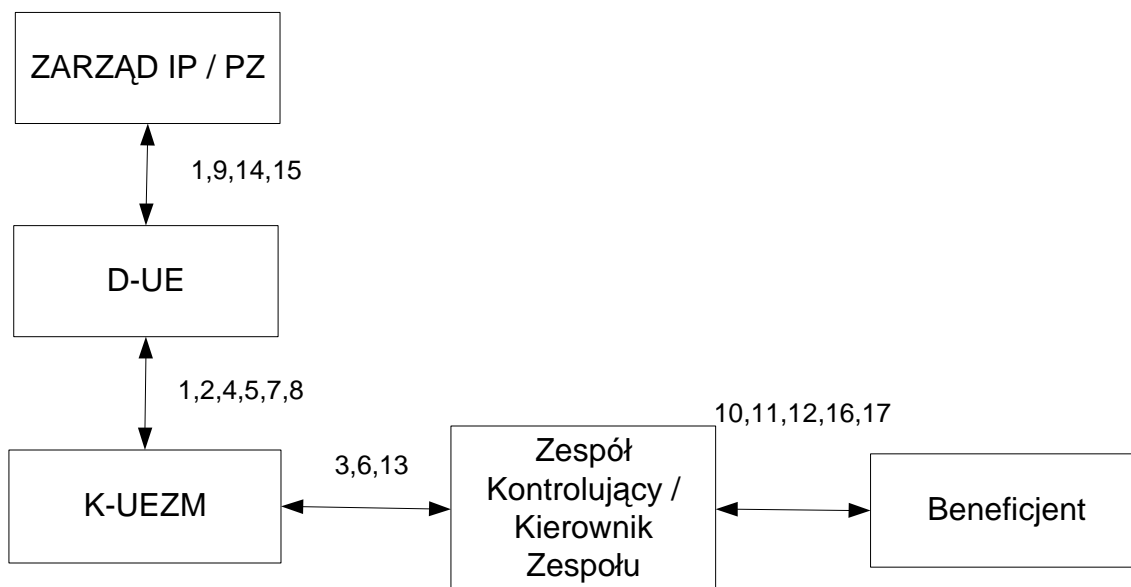 ZARZĄD IP / PZ
1,9,14,15
D-UE
1,2,4,5,7,8
K-UEZM
3,6,13
Zespół
Kontrolujący /
Kierownik
Zespołu
10,11,12,16,17
Beneficjent